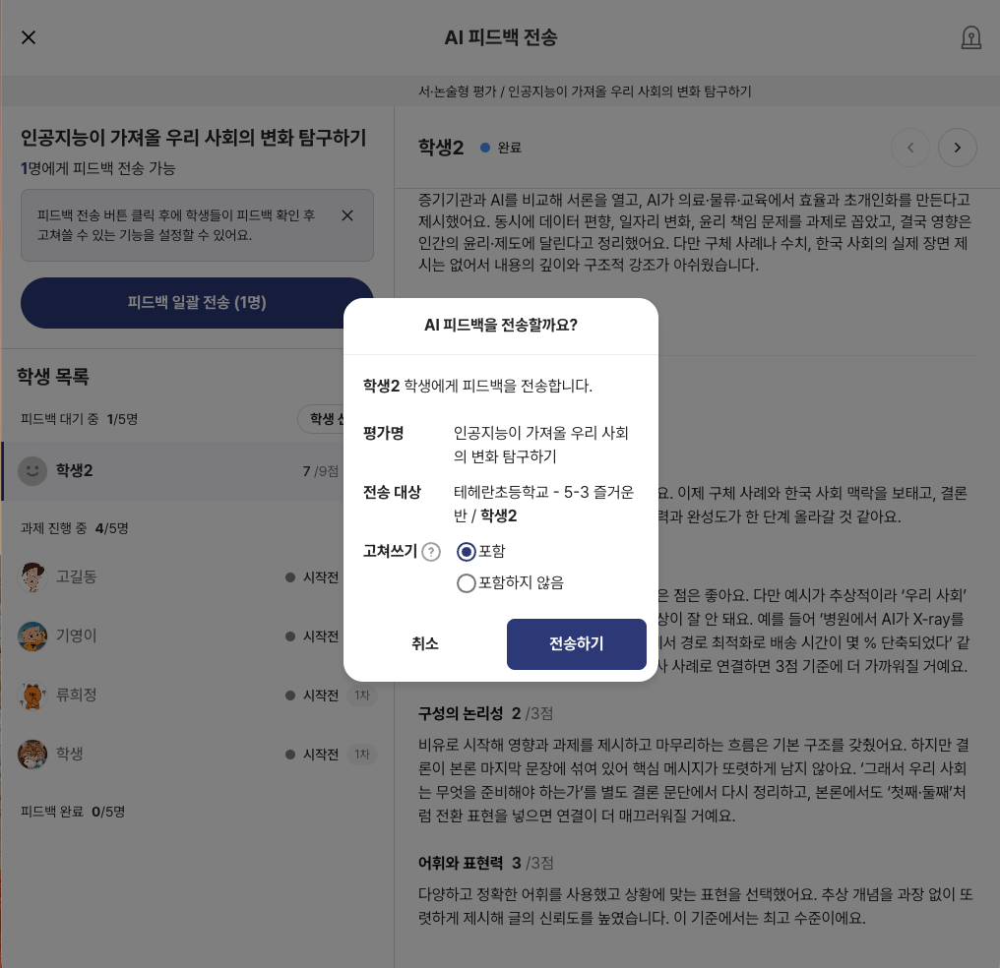 AI 피드백 전송
서·논술형 평가 / 인공지능이 가져올 우리 사회의 변화 탐구하기
인공지능이 가져올 우리 사회의 변화 탐구하기
1명에게 피드백 전송 가능
피드백 전송 버튼 클릭 후에 학생들이 피드백 확인 후
고쳐쓸 수 있는 기능을 설정할 수 있어요.
피드백 일괄 전송 (1명)
학생 목록
피드백 대기 중 1/5명
학생
학생2
7 /9점
과제 진행 중 4/5명
고길동
시작전
기영이
시작전
류희정
시작전
1차
학생
시작전
1차
피드백 완료 0/5명
학생2
완료
증기기관과 AI를 비교해 서론을 열고, AI가 의료·물류·교육에서 효율과 초개인화를 만든다고
제시했어요. 동시에 데이터 편향, 일자리 변화, 윤리 책임 문제를 과제로 꼽았고, 결국 영향은
인간의 윤리·제도에 달린다고 정리했어요. 다만 구체 사례나 수치, 한국 사회의 실제 장면 제
시는 없어서 내용의 깊이와 구조적 강조가 아쉬웠습니다.
요. 이제 구체 사례와 한국 사회 맥락을 보태고, 결론
력과 완성도가 한 단계 올라갈 것 같아요.
은 점은 좋아요. 다만 예시가 추상적이라 ‘우리 사회’
상이 잘 안 돼요. 예를 들어 ‘병원에서 AI가 X-ray를
서 경로 최적화로 배송 시간이 몇 % 단축되었다’ 같
사 사례로 연결하면 3점 기준에 더 가까워질 거예요.
구성의 논리성 2 /3점
비유로 시작해 영향과 과제를 제시하고 마무리하는 흐름은 기본 구조를 갖췄어요. 하지만 결
론이 본론 마지막 문장에 섞여 있어 핵심 메시지가 또렷하게 남지 않아요. ‘그래서 우리 사회
는 무엇을 준비해야 하는가’를 별도 결론 문단에서 다시 정리하고, 본론에서도 ‘첫째·둘째’처
럼 전환 표현을 넣으면 연결이 더 매끄러워질 거예요.
어휘와 표현력 3 /3점
다양하고 정확한 어휘를 사용했고 상황에 맞는 표현을 선택했어요. 추상 개념을 과장 없이 또
렷하게 제시해 글의 신뢰도를 높였습니다. 이 기준에서는 최고 수준이에요.
AI 피드백을 전송할까요?
학생2 학생에게 피드백을 전송합니다.
평가명
인공지능이 가져올 우리 사회
의 변화 탐구하기
전송 대상
테헤란초등학교 - 5-3 즐거운
반 / 학생2
고쳐쓰기 ?
포함
포함하지 않음
취소
전송하기